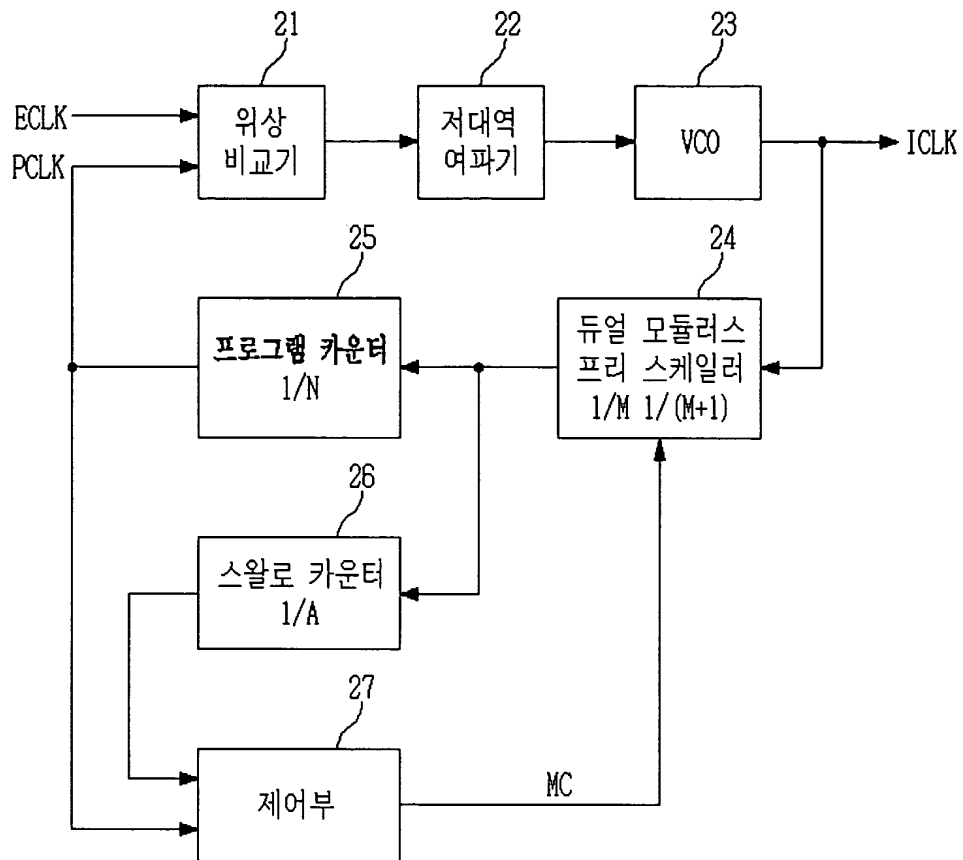 21
22
23
ECLK
PCLK
위상
비교기
저대역
여파기
VCO
ICLK
25
24
프로그램 카운터
1/N
듀얼 모듈러스
프리 스케일러
1/M 1/(M+1)
26
스왈로 카운터
1/A
27
제어부
MC